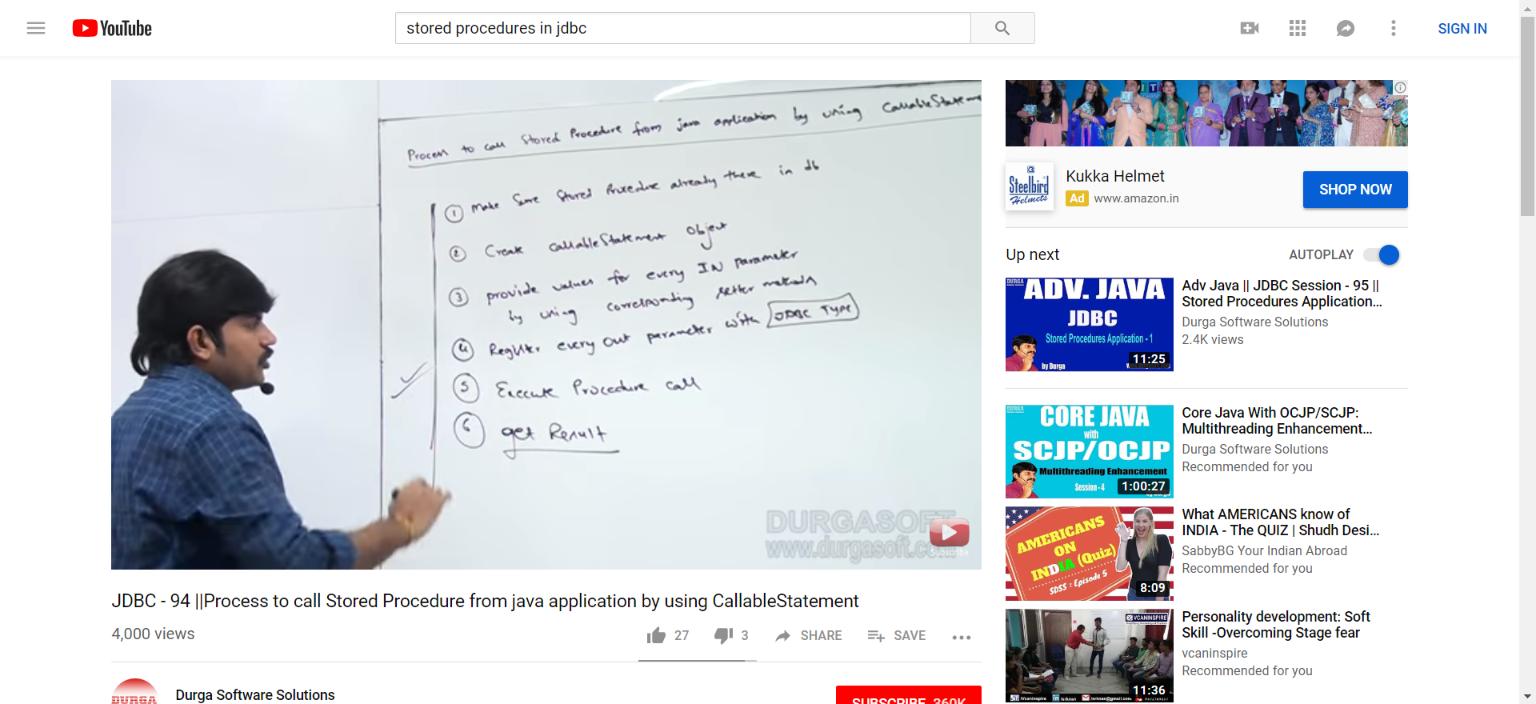 YouTube
stored procedures in jdbc
SIGN IN
Process to call Stored Procedure from java application by using CallableStateme
① Make Sure Stored Procedure already there in db
② Create CallableStatement Object
③ provide values for every IN parameter
by using corresponding setter methods
④ Register every out parameter with JDBC TYPE
⑤ Execute Procedure call
⑥ get Result
DURGASOFT
www.durgasoft.co
JDBC - 94 ||Process to call Stored Procedure from java application by using CallableStatement
4,000 views
27
3
SHARE
SAVE
DURGA
Durga Software Solutions
SUBSCRIBE 360K
Steelbird
Helmets
Kukka Helmet
Ad www.amazon.in
SHOP NOW
Up next
AUTOPLAY
DURGA
ADV. JAVA
JDBC
Stored Procedures Application - 1
by Durga
11:25
Adv Java || JDBC Session - 95 ||
Stored Procedures Application...
Durga Software Solutions
2.4K views
DURGA
CORE JAVA
with
SCJP/OCJP
Multithreading Enhancement
Session - 4
1:00:27
Core Java With OCJP/SCJP:
Multithreading Enhancement...
Durga Software Solutions
Recommended for you
AMERICANS
ON
INDIA (Quiz)
SDSS : Episode 5
8:09
What AMERICANS know of
INDIA - The QUIZ | Shudh Desi...
SabbyBG Your Indian Abroad
Recommended for you
VCANINSPIRE
11:36
Personality development: Soft
Skill -Overcoming Stage fear
vcaninspire
Recommended for you